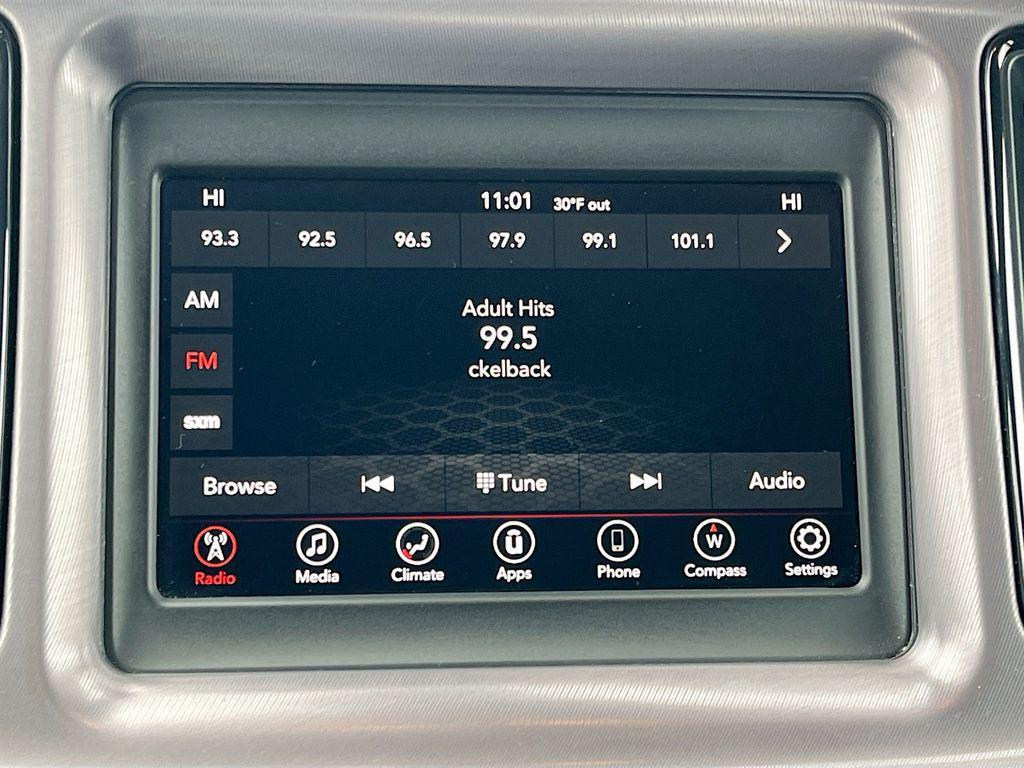 HI 11:01 30°F out HI
93.3 92.5 96.5 97.9 99.1 101.1
AM
Adult Hits
99.5
FM
ckelback
sxm
Browse Tune Audio
W
Radio Media Climate Apps Phone Compass Settings